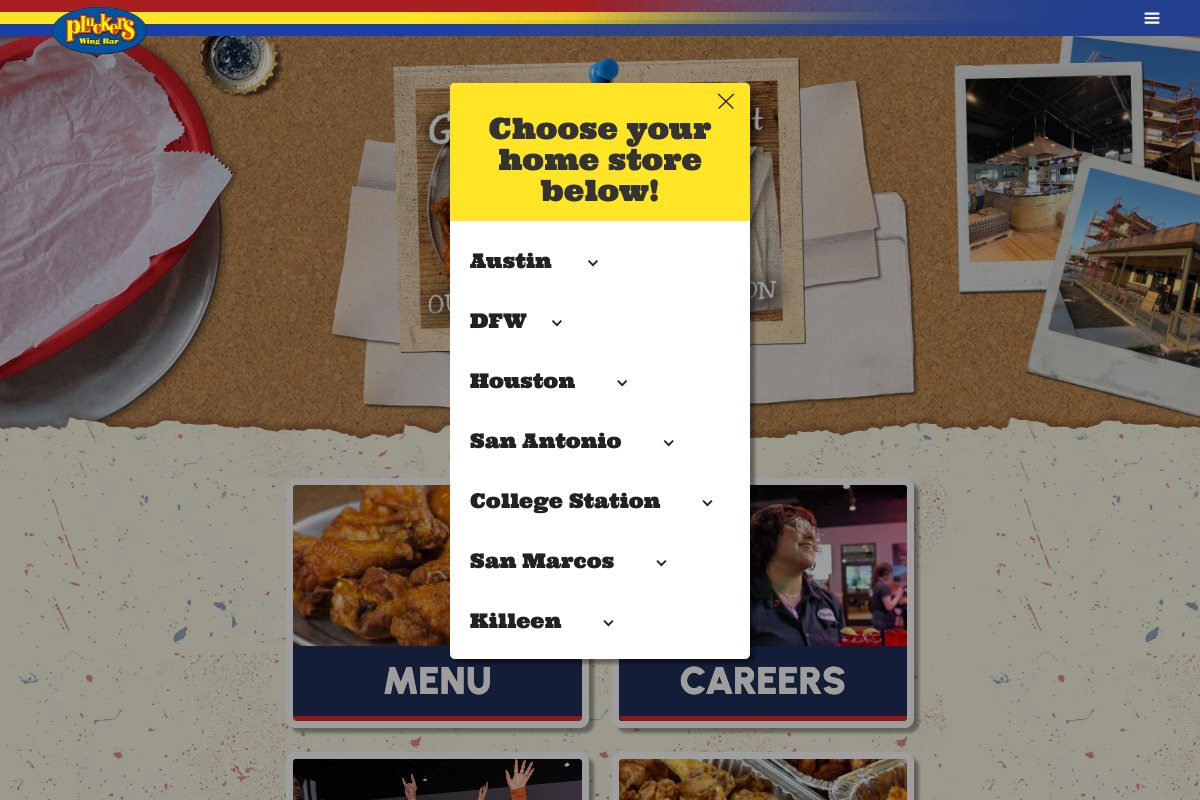 Pluckers
Wing Bar
Choose your
home store
below!
Austin
DFW
Houston
San Antonio
College Station
San Marcos
Killeen
MENU
CAREERS